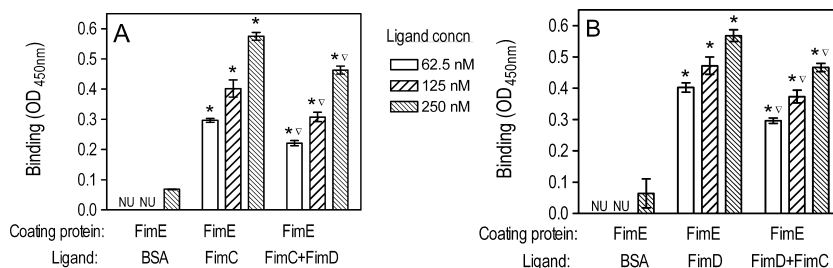 A
Binding (OD450nm)
0.6
0.5
0.4
0.3
0.2
0.1
0.0
NU NU
* * *
*▽ *▽ *▽
Coating protein: FimE FimE FimE
Ligand: BSA FimC FimC+FimD
Ligand concn.
62.5 nM
125 nM
250 nM
B
Binding (OD450nm)
0.6
0.5
0.4
0.3
0.2
0.1
0.0
NU NU
* * *
*▽ *▽ *▽
Coating protein: FimE FimE FimE
Ligand: BSA FimD FimD+FimC